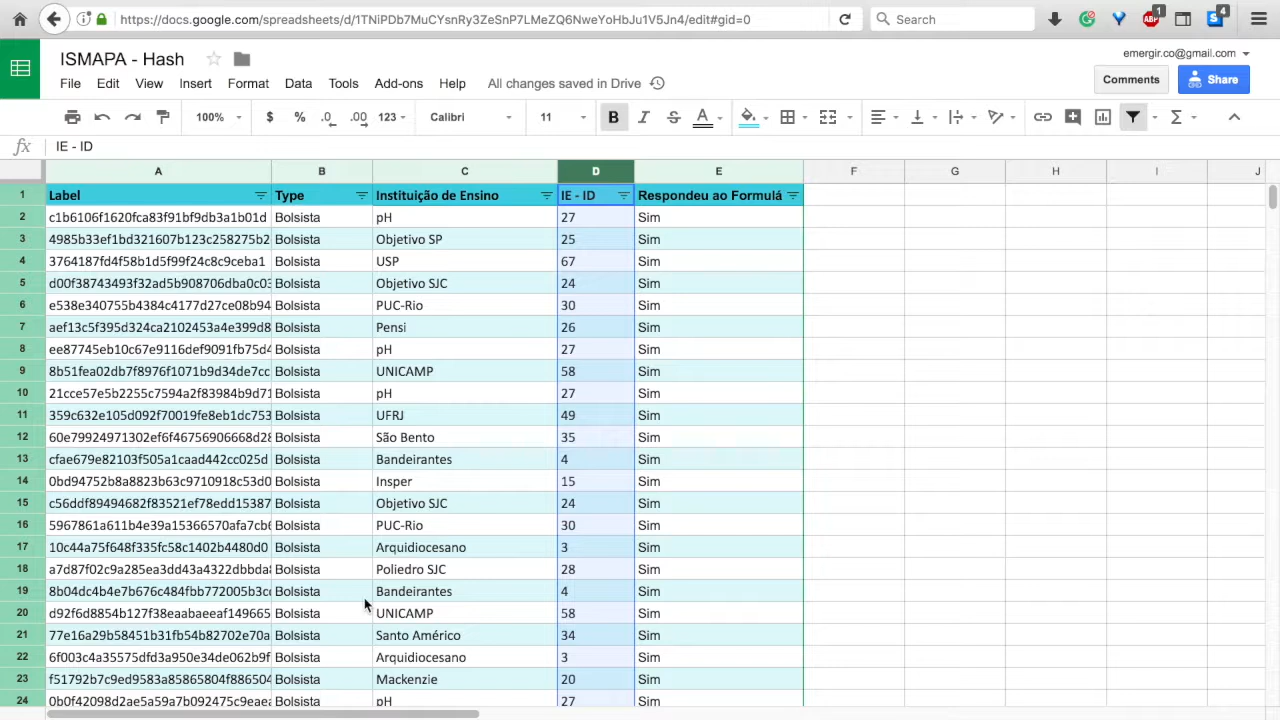 https://docs.google.com/spreadsheets/d/1TNiPDb7MuCYsnRy3ZeSnP7LMeZQ6NweYoHbJu1V5Jn4/edit#gid=0 Search 1 4
ISMAPA - Hash emergir.co@gmail.com
File Edit View Insert Format Data Tools Add-ons Help All changes saved in Drive Comments Share
100% $ % .0 .00 123 Calibri 11 B I S A Σ
fx IE - ID
A B C D E F G H I J
1 Label Type Instituição de Ensino IE - ID Respondeu ao Formulá
2 c1b6106f1620fca83f91bf9db3a1b01d Bolsista pH 27 Sim
3 4985b33ef1bd321607b123c258275b2 Bolsista Objetivo SP 25 Sim
4 3764187fd4f58b1d5f99f24c8c9ceba1 Bolsista USP 67 Sim
5 d00f38743493f32ad5b908706dba0c03 Bolsista Objetivo SJC 24 Sim
6 e538e340755b4384c4177d27ce08b94 Bolsista PUC-Rio 30 Sim
7 aef13c5f395d324ca2102453a4e399d8 Bolsista Pensi 26 Sim
8 ee87745eb10c67e9116def9091fb75d4 Bolsista pH 27 Sim
9 8b51fea02db7f8976f1071b9d34de7cc Bolsista UNICAMP 58 Sim
10 21cce57e5b2255c7594a2f83984b9d71 Bolsista pH 27 Sim
11 359c632e105d092f70019fe8eb1dc753 Bolsista UFRJ 49 Sim
12 60e79924971302ef6f46756906668d28 Bolsista São Bento 35 Sim
13 cfae679e82103f505a1caad442cc025d Bolsista Bandeirantes 4 Sim
14 0bd94752b8a8823b63c9710918c53d0 Bolsista Insper 15 Sim
15 c56ddf89494682f83521ef78edd15387 Bolsista Objetivo SJC 24 Sim
16 5967861a611b4e39a15366570afa7cb6 Bolsista PUC-Rio 30 Sim
17 10c44a75f648f335fc58c1402b4480d0 Bolsista Arquidiocesano 3 Sim
18 a7d87f02c9a285ea3dd43a4322dbbda8 Bolsista Poliedro SJC 28 Sim
19 8b04dc4b4e7b676c484fbb772005b3c Bolsista Bandeirantes 4 Sim
20 d92f6d8854b127f38eaabaeeaf149665 Bolsista UNICAMP 58 Sim
21 77e16a29b58451b31fb54b82702e70a Bolsista Santo Américo 34 Sim
22 6f003c4a35575dfd3a950e34de062b9f Bolsista Arquidiocesano 3 Sim
23 f51792b7c9ed9583a85865804f886504 Bolsista Mackenzie 20 Sim
24 0b0f42098d2ae5a59a7b092475c9eae Bolsista pH 27 Sim